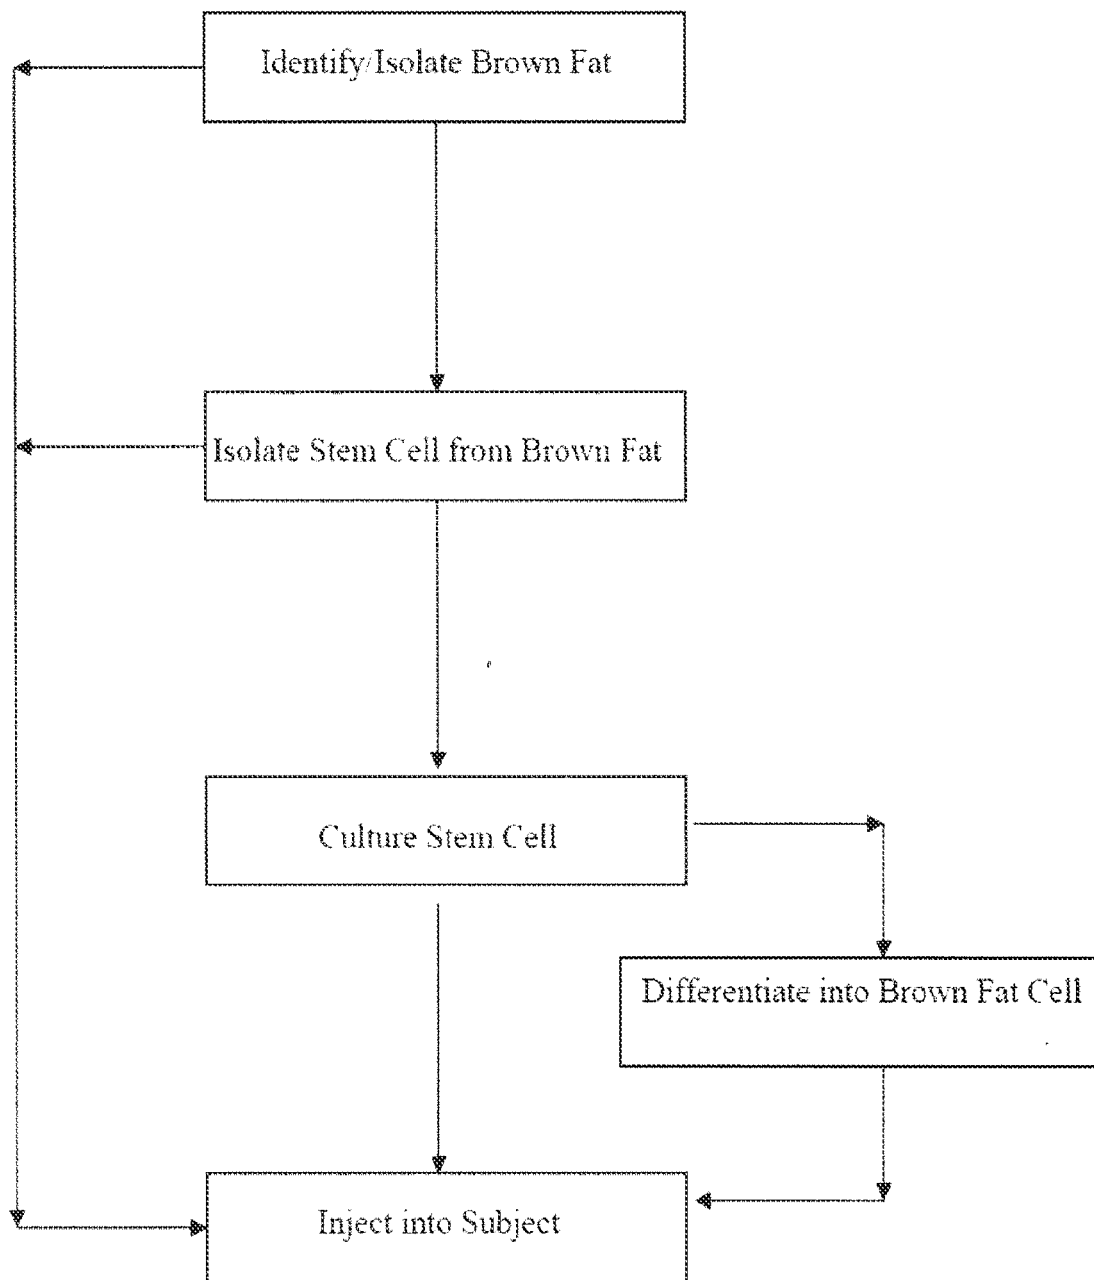 Identify/Isolate Brown Fat
Isolate Stem Cell from Brown Fat
Culture Stem Cell
Differentiate into Brown Fat Cell
Inject into Subject